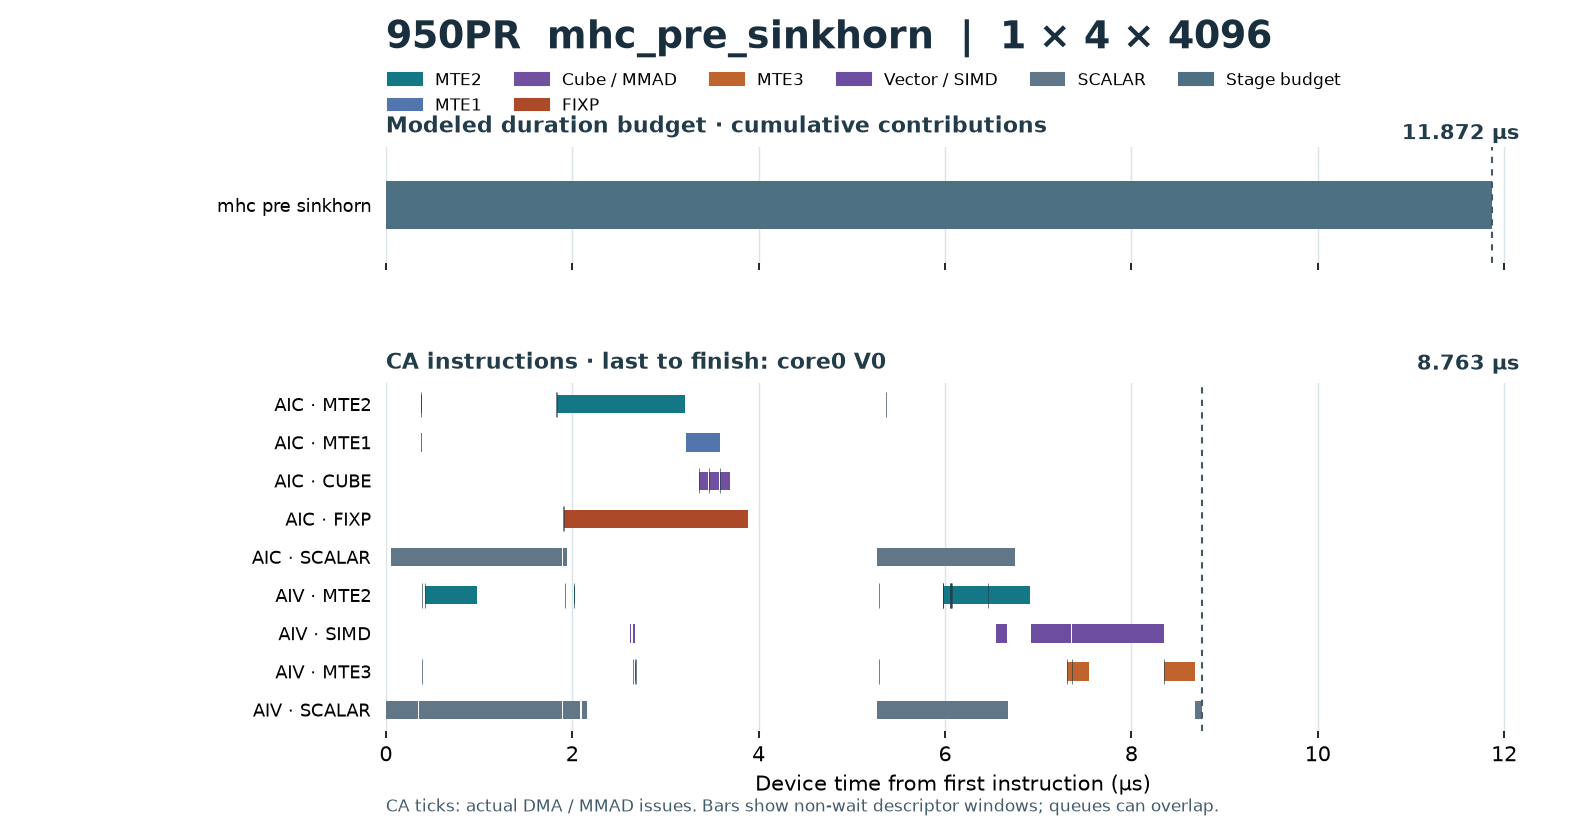 950PR  mhc_pre_sinkhorn  |  1 × 4 × 4096
MTE2  Cube / MMAD  MTE3  Vector / SIMD  SCALAR  Stage budget
MTE1  FIXP
Modeled duration budget · cumulative contributions
11.872 µs
mhc pre sinkhorn
CA instructions · last to finish: core0 V0
8.763 µs
AIC · MTE2
AIC · MTE1
AIC · CUBE
AIC · FIXP
AIC · SCALAR
AIV · MTE2
AIV · SIMD
AIV · MTE3
AIV · SCALAR
0  2  4  6  8  10  12
Device time from first instruction (µs)
CA ticks: actual DMA / MMAD issues. Bars show non-wait descriptor windows; queues can overlap.